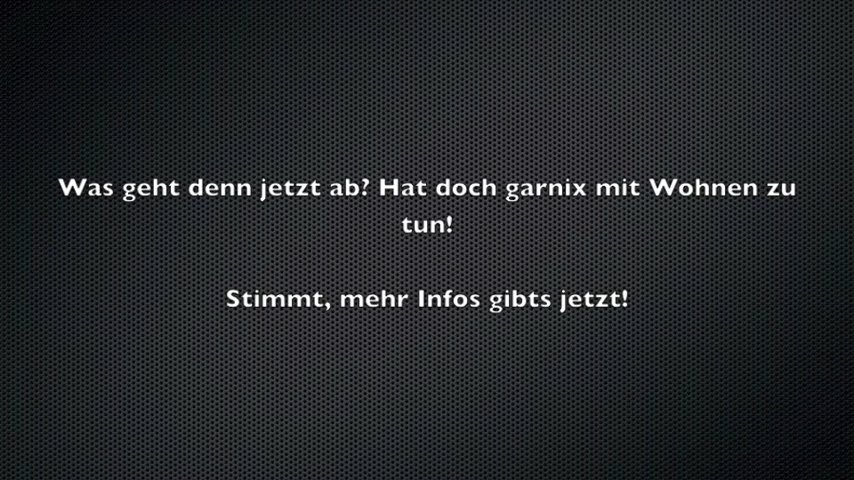 Was geht denn jetzt ab? Hat doch garnix mit Wohnen zu
tun!
Stimmt, mehr Infos gibts jetzt!